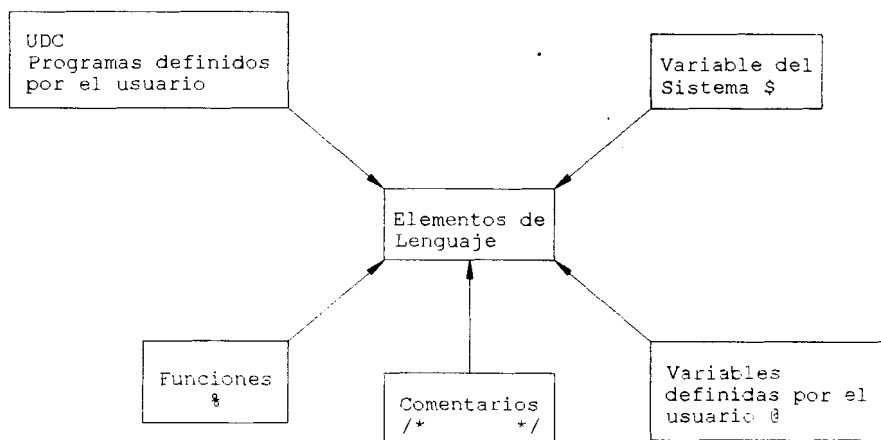 UDC
Programas definidos
por el usuario
Variable del
Sistema $
Elementos de
Lenguaje
Funciones
%
Comentarios
/* */
Variables
definidas por el
usuario @